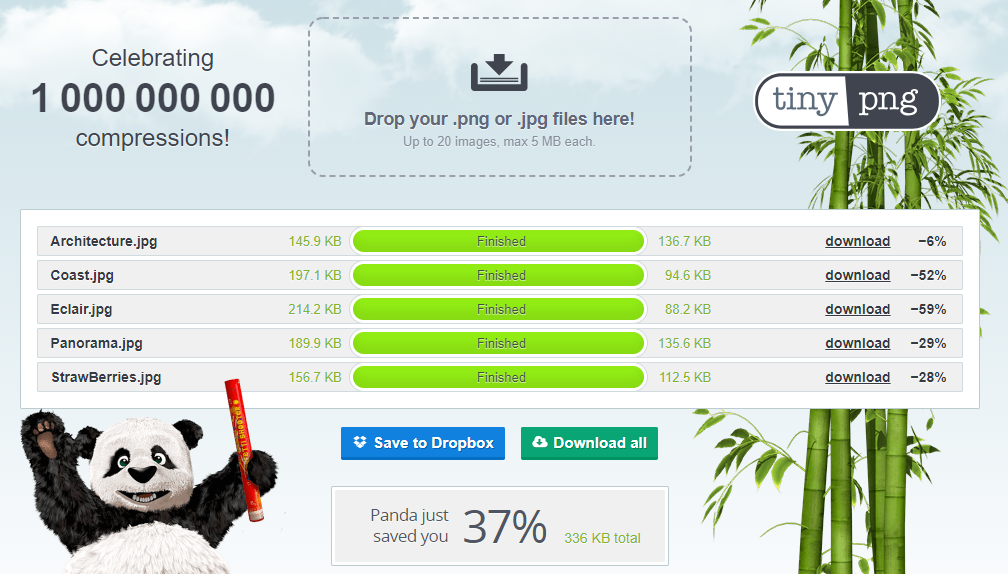 Celebrating
1 000 000 000
compressions!
Drop your .png or .jpg files here!
Up to 20 images, max 5 MB each.
tiny png
Architecture.jpg 145.9 KB Finished 136.7 KB download −6%
Coast.jpg 197.1 KB Finished 94.6 KB download −52%
Eclair.jpg 214.2 KB Finished 88.2 KB download −59%
Panorama.jpg 189.9 KB Finished 135.6 KB download −29%
StrawBerries.jpg 156.7 KB Finished 112.5 KB download −28%
Save to Dropbox Download all
Panda just
saved you 37% 336 KB total